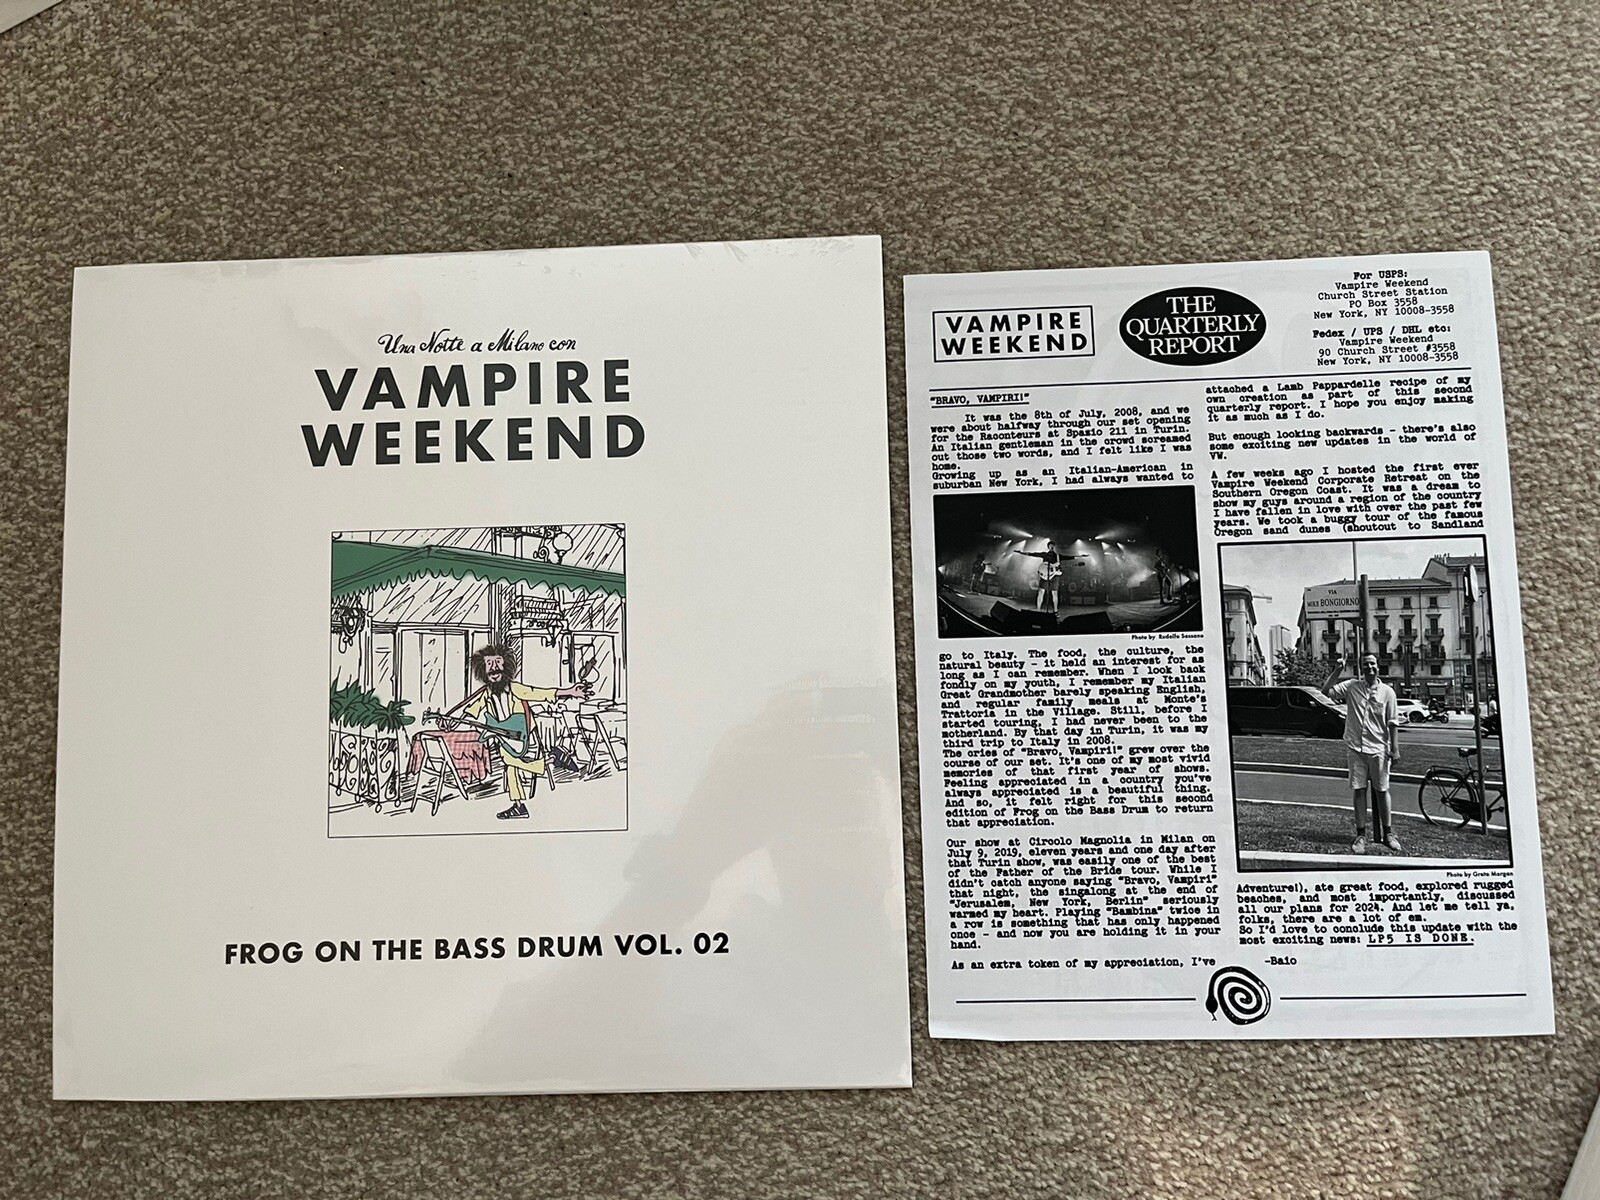 Una Notte a Milano con
VAMPIRE
WEEKEND
FROG ON THE BASS DRUM VOL. 02
VAMPIRE
WEEKEND
THE
QUARTERLY
REPORT
For USPS:
Vampire Weekend
Church Street Station
PO Box 3558
New York, NY 10008-3558
Fedex / UPS / DHL etc:
Vampire Weekend
90 Church Street #3558
New York, NY 10008-3558
"BRAVO, VAMPIRI!"
It was the 8th of July, 2008, and we
were about halfway through our set opening
for the Raconteurs at Spazio 211 in Turin.
An Italian gentleman in the crowd screamed
out those two words, and I felt like I was
home.
Growing up as an Italian-American in
suburban New York, I had always wanted to
Photo by Rodolfo Sassano
go to Italy. The food, the culture, the
natural beauty - it held an interest for as
long as I can remember. When I look back
fondly on my youth, I remember my Italian
Great Grandmother barely speaking English,
and regular family meals at Monte's
Trattoria in the Village. Still, before I
started touring, I had never been to the
motherland. By that day in Turin, it was my
third trip to Italy in 2008.
The cries of "Bravo, Vampiri!" grew over the
course of our set. It's one of my most vivid
memories of that first year of shows.
Feeling appreciated in a country you've
always appreciated is a beautiful thing.
And so, it felt right for this second
edition of Frog on the Bass Drum to return
that appreciation.
Our show at Circolo Magnolia in Milan on
July 9, 2019, eleven years and one day after
that Turin show, was easily one of the best
of the Father of the Bride tour. While I
didn't catch anyone saying "Bravo, Vampiri"
that night, the singalong at the end of
"Jerusalem, New York, Berlin" seriously
warmed my heart. Playing "Bambina" twice in
a row is something that has only happened
once - and now you are holding it in your
hand.
As an extra token of my appreciation, I've
attached a Lamb Pappardelle recipe of my
own creation as part of this second
quarterly report. I hope you enjoy making
it as much as I do.
But enough looking backwards - there's also
some exciting new updates in the world of
VW.
A few weeks ago I hosted the first ever
Vampire Weekend Corporate Retreat on the
Southern Oregon Coast. It was a dream to
show my guys around a region of the country
I have fallen in love with over the past few
years. We took a buggy tour of the famous
Oregon sand dunes (shoutout to Sandland
VIA
MIKE BONGIORNO
Photo by Greta Morgan
Adventure!), ate great food, explored rugged
beaches, and most importantly, discussed
all our plans for 2024. And let me tell ya,
folks, there are a lot of em.
So I'd love to conclude this update with the
most exciting news: LP5 IS DONE.
-Baio